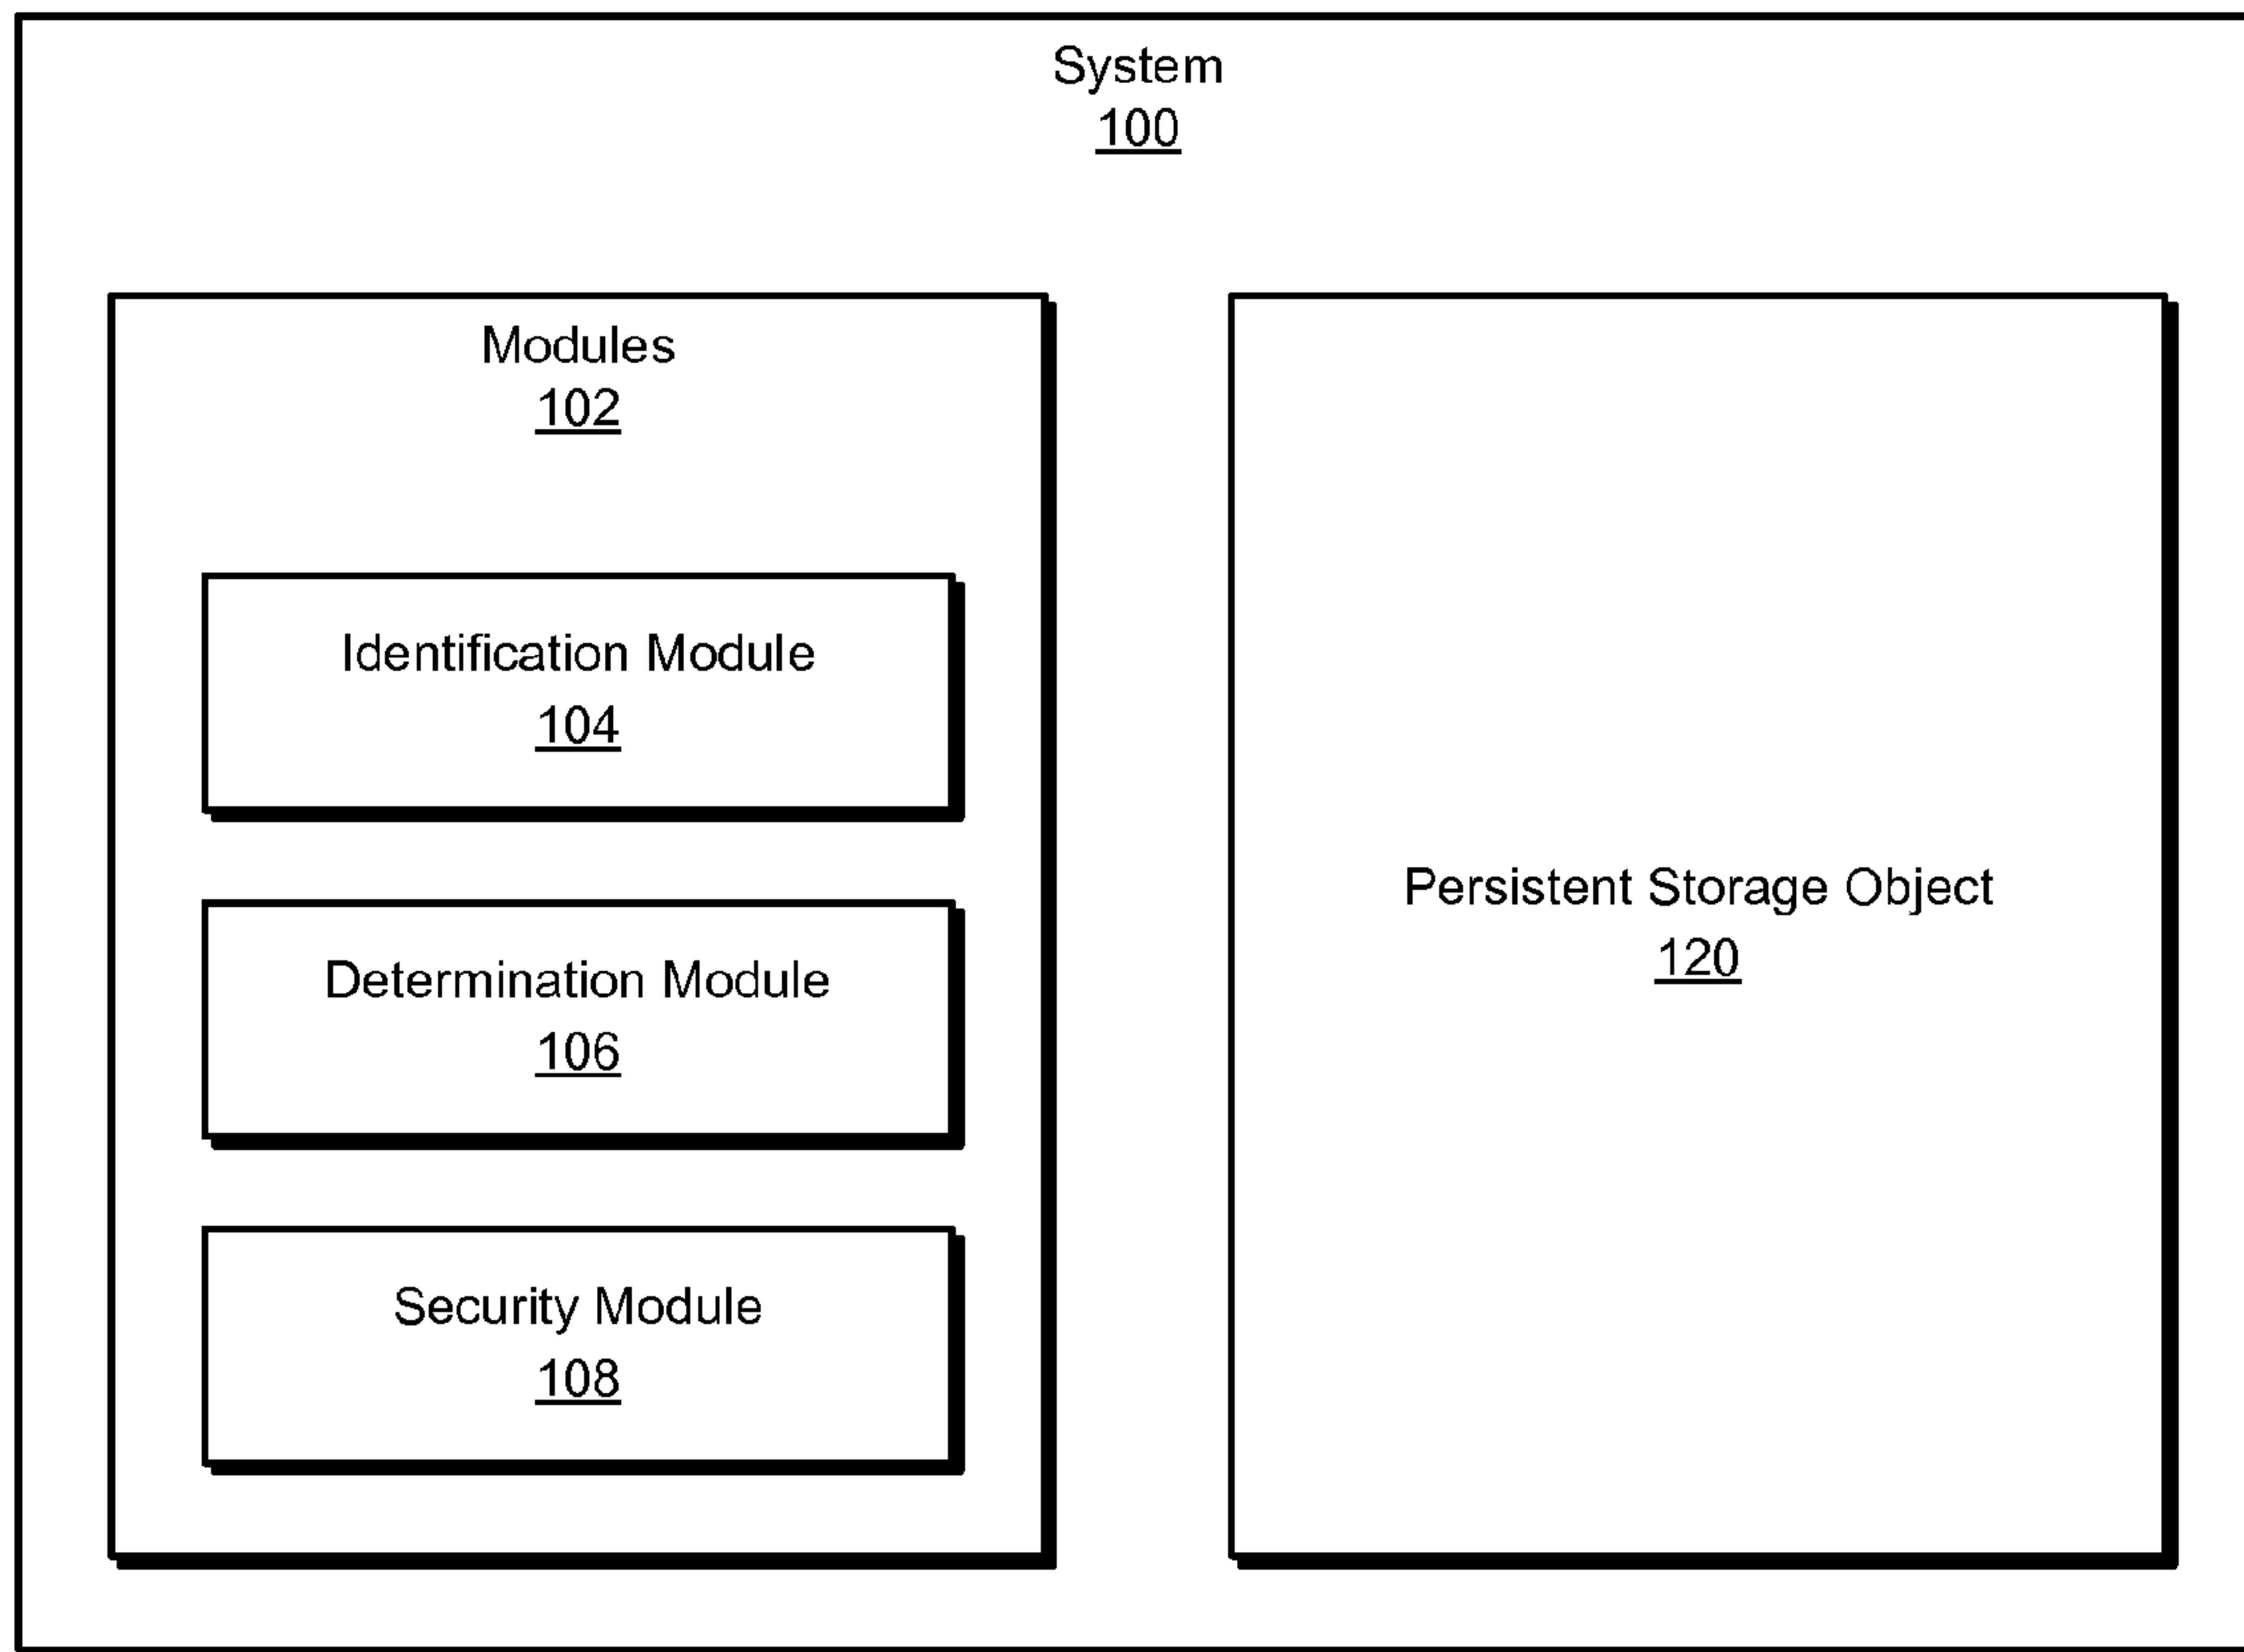 System
100
Modules
102
Identification Module
104
Determination Module
106
Security Module
108
Persistent Storage Object
120